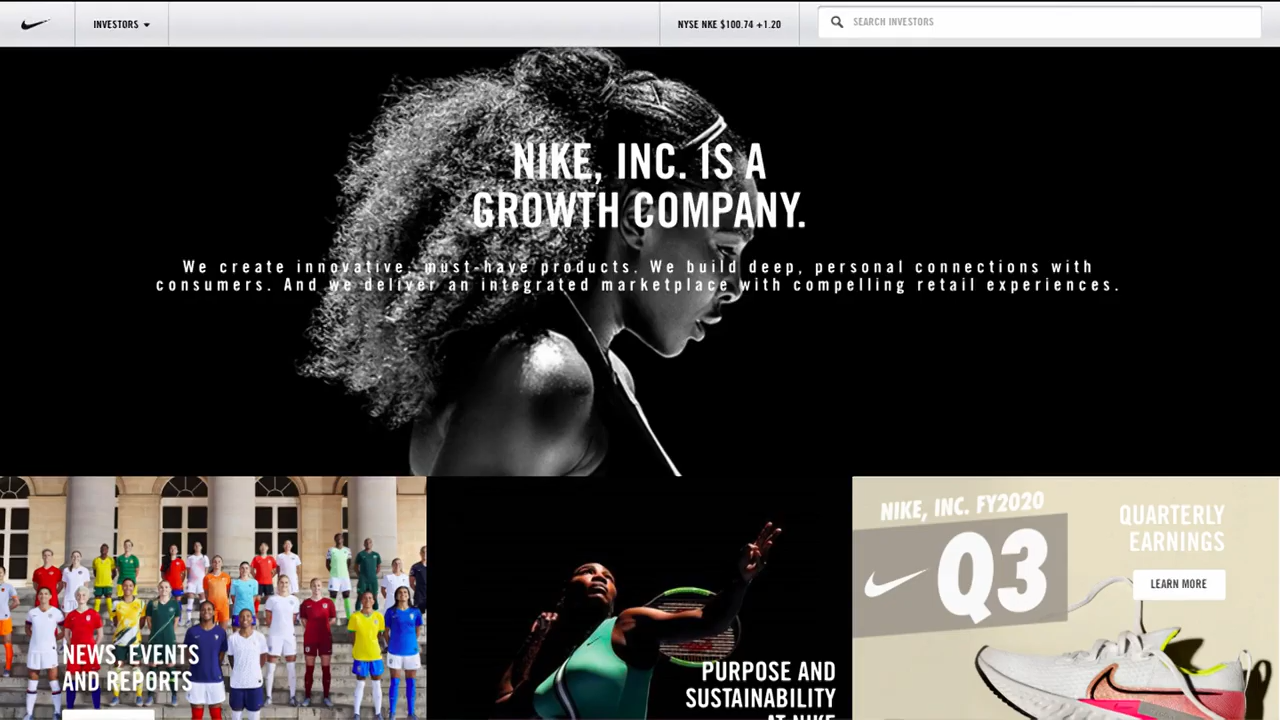 INVESTORS
NYSE NKE $100.74 +1.20
SEARCH INVESTORS
NIKE, INC. IS A
GROWTH COMPANY.
We create innovative, must-have products. We build deep, personal connections with
consumers. And we deliver an integrated marketplace with compelling retail experiences.
NEWS, EVENTS
AND REPORTS
PURPOSE AND
SUSTAINABILITY
AT NIKE
NIKE, INC. FY2020
Q3
QUARTERLY
EARNINGS
LEARN MORE